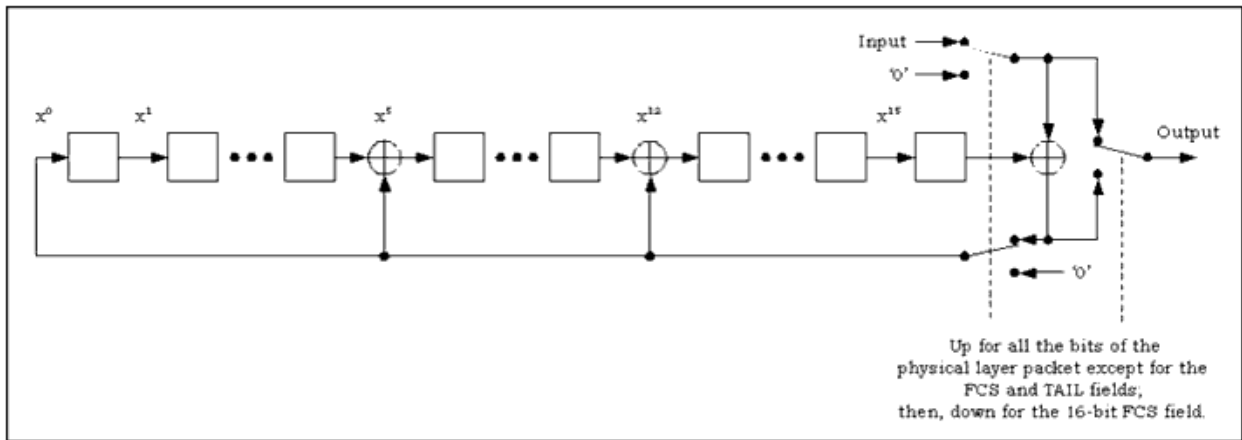 Input
'0'
x⁰ x¹ x⁵ x¹² x¹⁵
Output
'0'
Up for all the bits of the
physical layer packet except for the
FCS and TAIL fields;
then, down for the 16-bit FCS field.